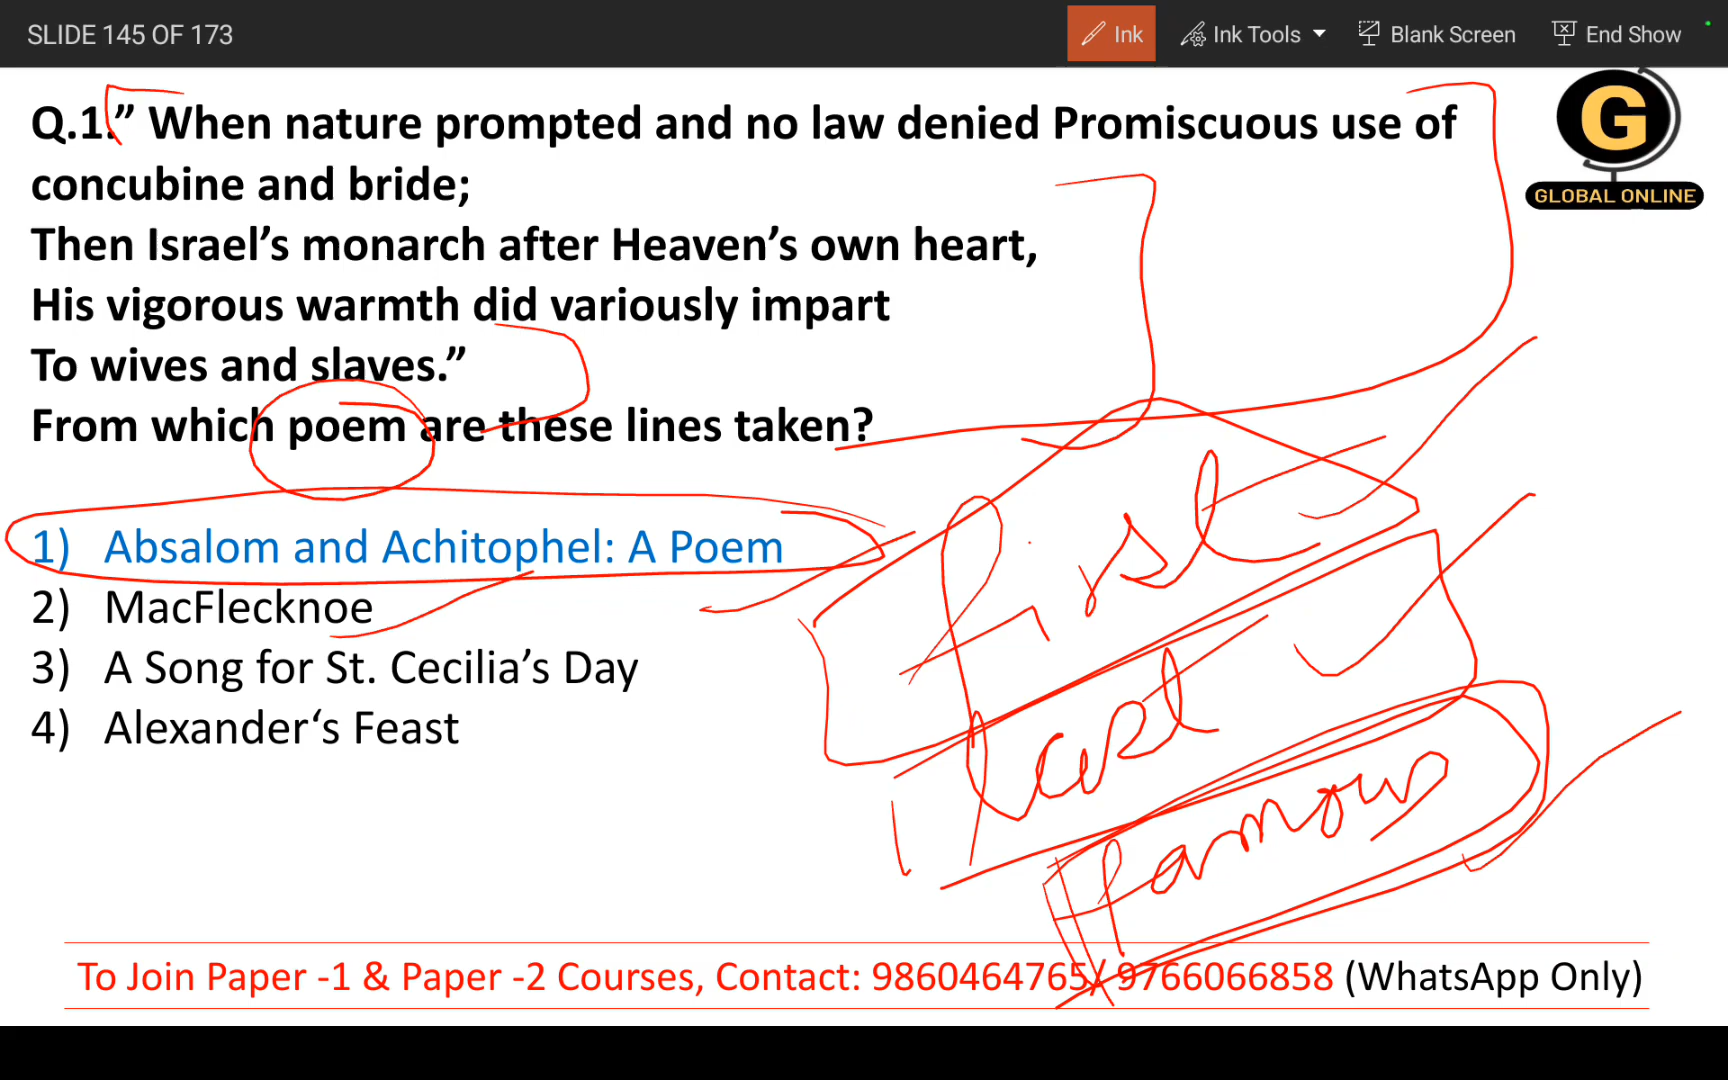 SLIDE 145 OF 173
Ink
Ink Tools
Blank Screen
End Show
G
GLOBAL ONLINE
Q.1.” When nature prompted and no law denied Promiscuous use of
concubine and bride;
Then Israel’s monarch after Heaven’s own heart,
His vigorous warmth did variously impart
To wives and slaves.”
From which poem are these lines taken?
1) Absalom and Achitophel: A Poem
2) MacFlecknoe
3) A Song for St. Cecilia’s Day
4) Alexander‘s Feast
First
Last
Famous
To Join Paper -1 & Paper -2 Courses, Contact: 9860464765/ 9766066858 (WhatsApp Only)